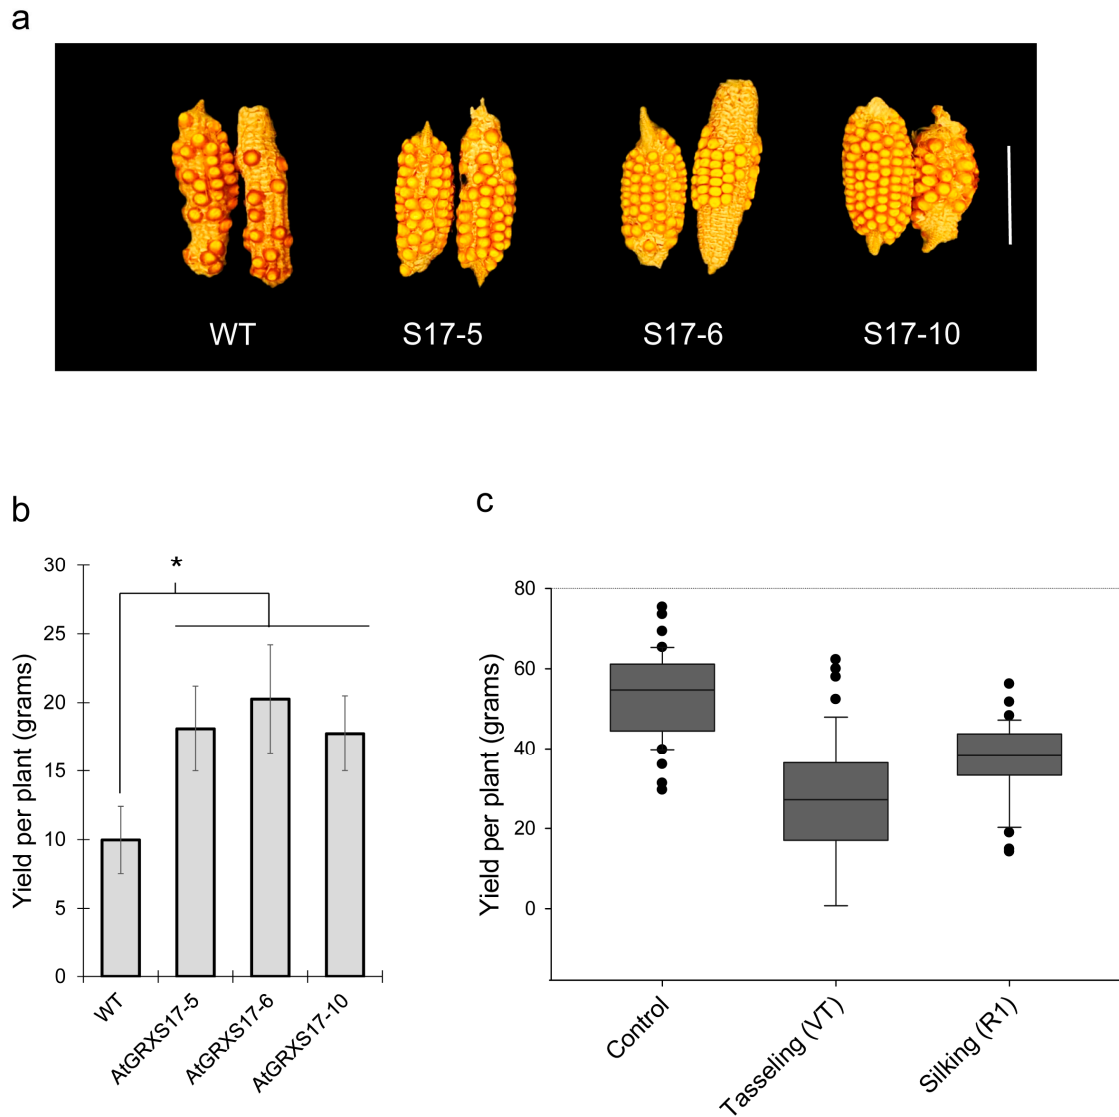 a
WT
S17-5
S17-6
S17-10
b
*
30
25
20
15
10
5
0
Yield per plant (grams)
WT
AtGRXS17-5
AtGRXS17-6
AtGRXS17-10
c
80
60
40
20
0
Yield per plant (grams)
Control
Tasseling (VT)
Silking (R1)